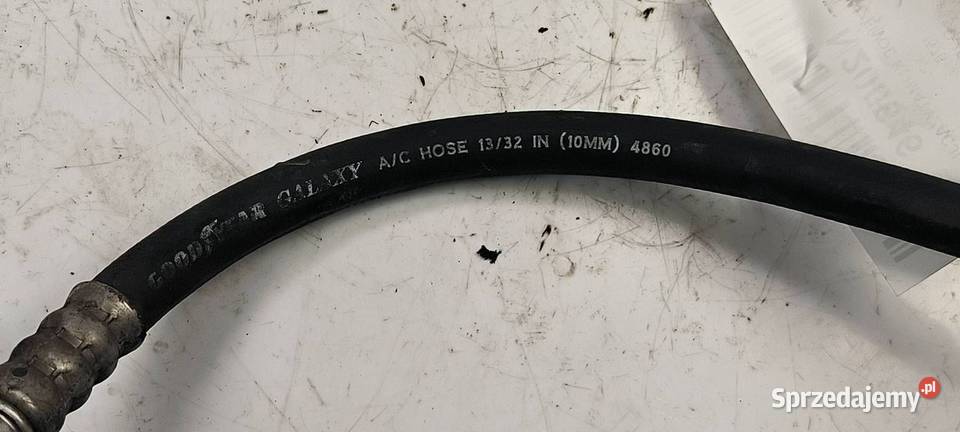 GOODYEAR GALAXY A/C HOSE 13/32 IN (10MM) 4860
Sprzedajemy.pl